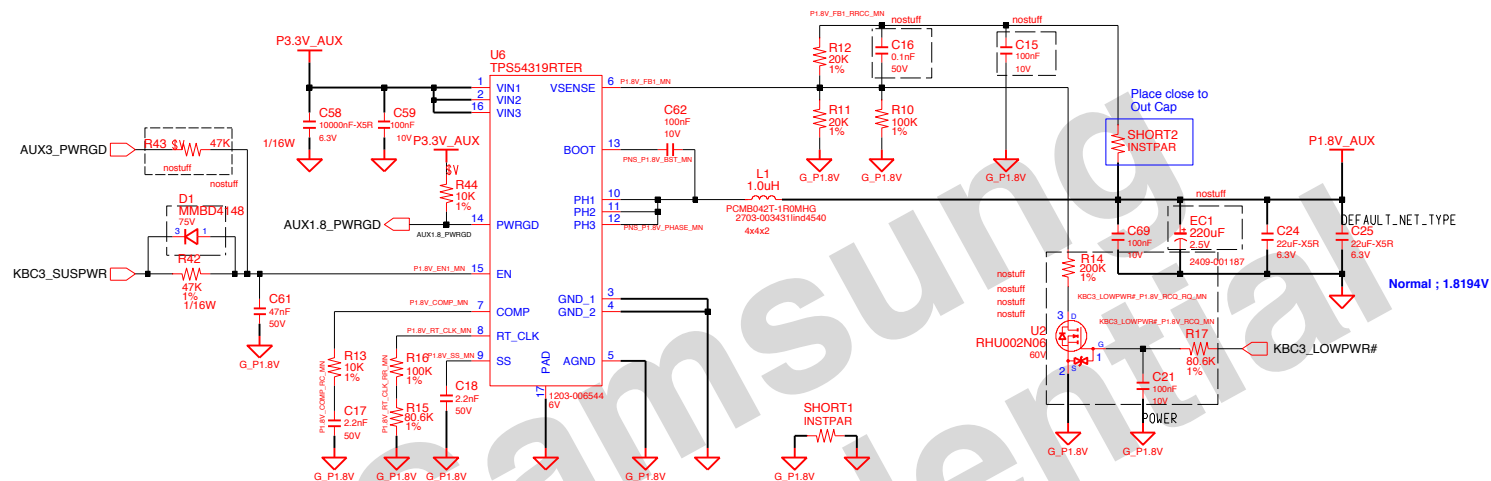 P1.8V_FB1_RRCC_MN
nostuff
nostuff
P3.3V_AUX
U6
TPS54319RTER
R12
20K
1%
C16
0.1nF
50V
C15
100nF
10V
1
VIN1
2
VIN2
16
VIN3
VSENSE
6
P1.8V_FB1_MN
Place close to
Out Cap
C58
10000nF-X5R
6.3V
C59
100nF
10V
1/16W
R11
20K
1%
R10
100K
1%
C62
100nF
10V
SHORT2
INSTPAR
P1.8V_AUX
AUX3_PWRGD
R43
$V
47K
nostuff
nostuff
P3.3V_AUX
$V
R44
10K
1%
BOOT
13
PNS_P1.8V_BST_MN
G_P1.8V
G_P1.8V
L1
1.0uH
PCMB042T-1R0MHG
2703-003431lind4540
4x4x2
D1
MMBD4148
75V
3
1
AUX1.8_PWRGD
14
PWRGD
AUX1.8_PWRGD
PH1
10
PH2
11
PH3
12
PNS_P1.8V_PHASE_MN
nostuff
C69
100nF
10V
EC1
220uF
2.5V
2409-001187
C24
22uF-X5R
6.3V
C25
22uF-X5R
6.3V
DEFAULT_NET_TYPE
KBC3_SUSPWR
R42
47K
1%
1/16W
P1.8V_EN1_MN
15
EN
R14
200K
1%
nostuff
nostuff
nostuff
nostuff
Normal ; 1.8194V
C61
47nF
50V
G_P1.8V
P1.8V_COMP_MN
7
COMP
GND_1
3
GND_2
4
P1.8V_RT_CLK_MN
8
RT_CLK
P1.8V_SS_MN
9
SS
PAD
17
AGND
5
KBC3_LOWPWR#_P1.8V_RCQ_RQ_MN
KBC3_LOWPWR#_P1.8V_RCQ_MN
U2
RHU002N06
60V
3
D
G
1
2
S
R17
80.6K
1%
KBC3_LOWPWR#
C21
100nF
10V
POWER
R13
10K
1%
P1.8V_COMP_RC_MN
C17
2.2nF
50V
R16
100K
1%
P1.8V_RT_CLK_RR_MN
R15
80.6K
1%
C18
2.2nF
50V
1203-006544
6V
SHORT1
INSTPAR
G_P1.8V
G_P1.8V
G_P1.8V
G_P1.8V
G_P1.8V
Samsung